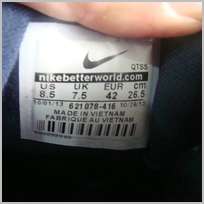 QTS5
nikebetterworld.com
US UK EUR cm
8.5 7.5 42 26.5
10/01/13 621078-416 10/28/13
MADE IN VIETNAM
FABRIQUE AU VIETNAM